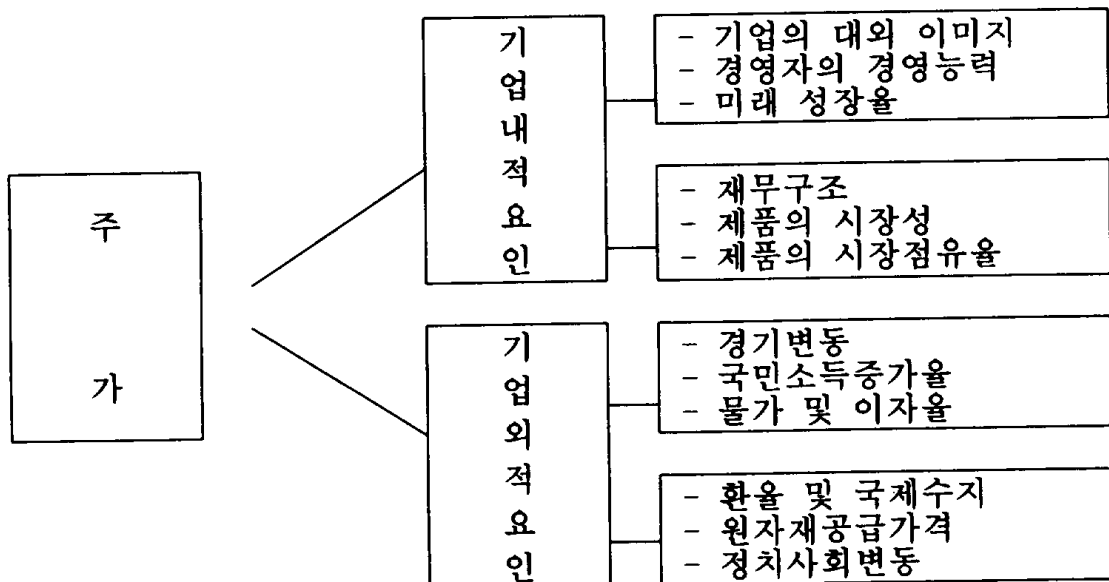 주
가
기
업
내
적
요
인
- 기업의 대외 이미지
- 경영자의 경영능력
- 미래 성장율
- 재무구조
- 제품의 시장성
- 제품의 시장점유율
기
업
외
적
요
인
- 경기변동
- 국민소득증가율
- 물가 및 이자율
- 환율 및 국제수지
- 원자재공급가격
- 정치사회변동